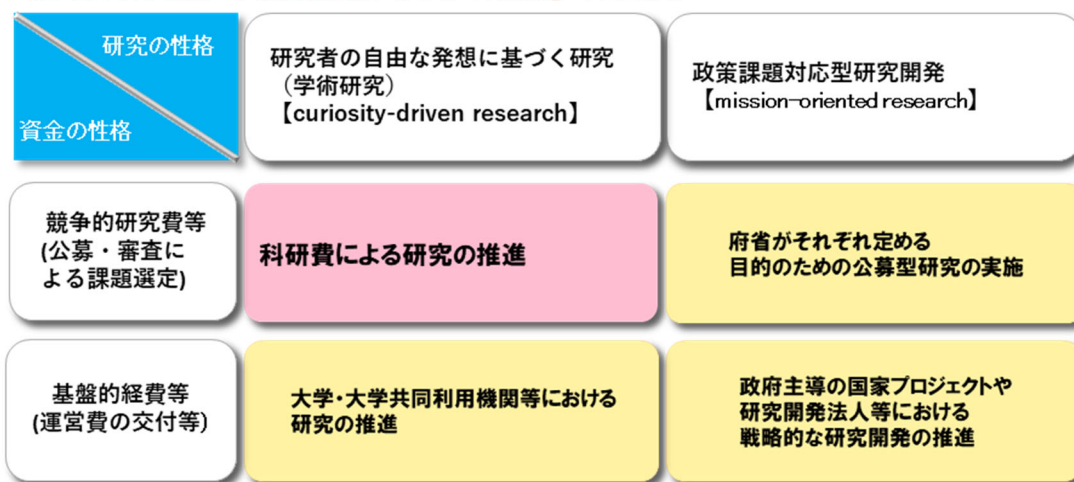 研究の性格
資金の性格
研究者の自由な発想に基づく研究
（学術研究）
【curiosity-driven research】
政策課題対応型研究開発
【mission-oriented research】
競争的研究費等
(公募・審査に
よる課題選定)
科研費による研究の推進
府省がそれぞれ定める
目的のための公募型研究の実施
基盤的経費等
(運営費の交付等)
大学・大学共同利用機関等における
研究の推進
政府主導の国家プロジェクトや
研究開発法人等における
戦略的な研究開発の推進